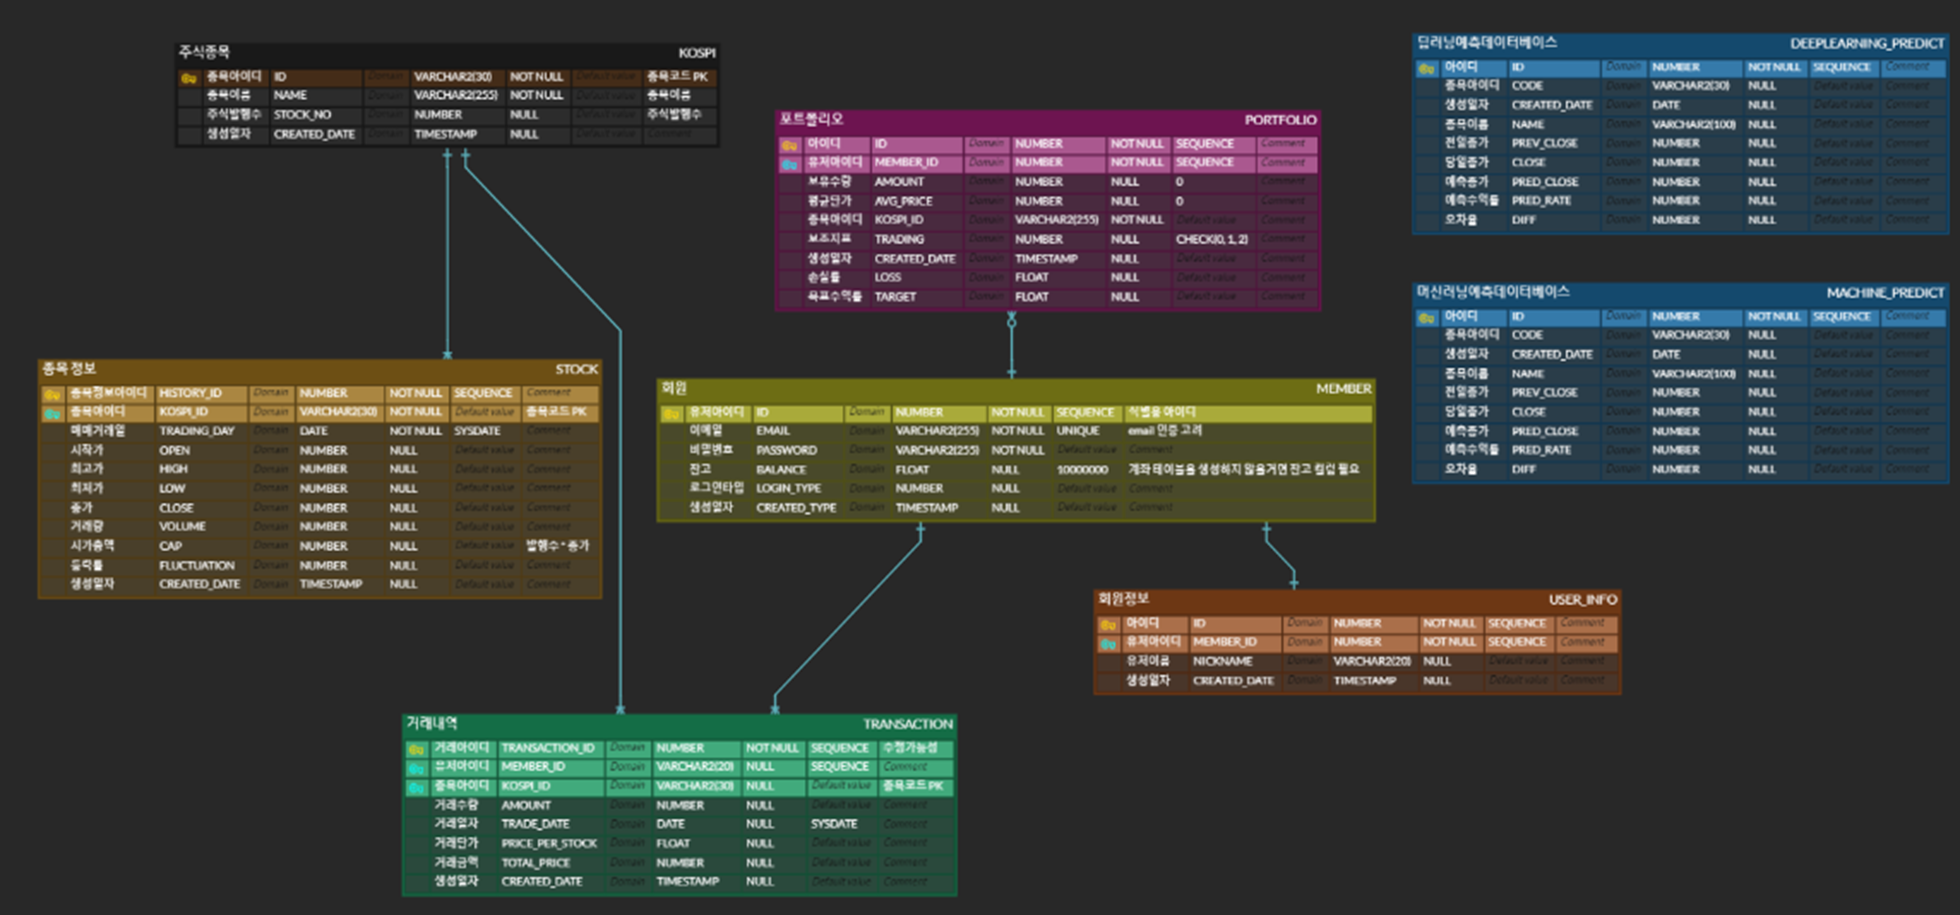 주식종목 KOSPI
종목아이디 ID Domain VARCHAR2(30) NOT NULL Default value 종목코드 PK
종목이름 NAME Domain VARCHAR2(255) NOT NULL Default value 종목이름
주식발행수 STOCK_NO Domain NUMBER NULL Default value 주식발행수
생성일자 CREATED_DATE Domain TIMESTAMP NULL Default value Comment
종목정보 STOCK
종목정보아이디 HISTORY_ID Domain NUMBER NOT NULL SEQUENCE Comment
종목아이디 KOSPI_ID Domain VARCHAR2(30) NOT NULL Default value 종목코드 PK
매매거래일 TRADING_DAY Domain DATE NOT NULL SYSDATE Comment
시작가 OPEN Domain NUMBER NULL Default value Comment
최고가 HIGH Domain NUMBER NULL Default value Comment
최저가 LOW Domain NUMBER NULL Default value Comment
종가 CLOSE Domain NUMBER NULL Default value Comment
거래량 VOLUME Domain NUMBER NULL Default value Comment
시가총액 CAP Domain NUMBER NULL Default value 발행수 * 종가
등락률 FLUCTUATION Domain NUMBER NULL Default value Comment
생성일자 CREATED_DATE Domain TIMESTAMP NULL Default value Comment
포트폴리오 PORTFOLIO
아이디 ID Domain NUMBER NOT NULL SEQUENCE Comment
유저아이디 MEMBER_ID Domain NUMBER NOT NULL SEQUENCE Comment
보유수량 AMOUNT Domain NUMBER NULL 0 Comment
평균단가 AVG_PRICE Domain NUMBER NULL 0 Comment
종목아이디 KOSPI_ID Domain VARCHAR2(255) NOT NULL Default value Comment
보조지표 TRADING Domain NUMBER NULL CHECK(0, 1, 2) Comment
생성일자 CREATED_DATE Domain TIMESTAMP NULL Default value Comment
손실률 LOSS Domain FLOAT NULL Default value Comment
목표수익률 TARGET Domain FLOAT NULL Default value Comment
회원 MEMBER
유저아이디 ID Domain NUMBER NOT NULL SEQUENCE 식별용 아이디
이메일 EMAIL Domain VARCHAR2(255) NOT NULL UNIQUE email 인증 고려
비밀번호 PASSWORD Domain VARCHAR2(255) NOT NULL Default value Comment
잔고 BALANCE Domain FLOAT NULL 10000000 계좌 테이블을 생성하지 않을거면 잔고 컬럼 필요
로그인타입 LOGIN_TYPE Domain NUMBER NULL Default value Comment
생성일자 CREATED_TYPE Domain TIMESTAMP NULL Default value Comment
회원정보 USER_INFO
아이디 ID Domain NUMBER NOT NULL SEQUENCE Comment
유저아이디 MEMBER_ID Domain NUMBER NOT NULL SEQUENCE Comment
유저이름 NICKNAME Domain VARCHAR2(20) NULL Default value Comment
생성일자 CREATED_DATE Domain TIMESTAMP NULL Default value Comment
거래내역 TRANSACTION
거래아이디 TRANSACTION_ID Domain NUMBER NOT NULL SEQUENCE 수정가능성
유저아이디 MEMBER_ID Domain VARCHAR2(20) NULL SEQUENCE Comment
종목아이디 KOSPI_ID Domain VARCHAR2(30) NULL Default value 종목코드 PK
거래수량 AMOUNT Domain NUMBER NULL Default value Comment
거래일자 TRADE_DATE Domain DATE NULL SYSDATE Comment
거래단가 PRICE_PER_STOCK Domain FLOAT NULL Default value Comment
거래금액 TOTAL_PRICE Domain NUMBER NULL Default value Comment
생성일자 CREATED_DATE Domain TIMESTAMP NULL Default value Comment
딥러닝예측데이터베이스 DEEPLEARNING_PREDICT
아이디 ID Domain NUMBER NOT NULL SEQUENCE Comment
종목아이디 CODE Domain VARCHAR2(30) NULL Default value Comment
생성일자 CREATED_DATE Domain DATE NULL Default value Comment
종목이름 NAME Domain VARCHAR2(100) NULL Default value Comment
전일종가 PREV_CLOSE Domain NUMBER NULL Default value Comment
당일종가 CLOSE Domain NUMBER NULL Default value Comment
예측종가 PRED_CLOSE Domain NUMBER NULL Default value Comment
예측수익률 PRED_RATE Domain NUMBER NULL Default value Comment
오차율 DIFF Domain NUMBER NULL Default value Comment
머신러닝예측데이터베이스 MACHINE_PREDICT
아이디 ID Domain NUMBER NOT NULL SEQUENCE Comment
종목아이디 CODE Domain VARCHAR2(30) NULL Default value Comment
생성일자 CREATED_DATE Domain DATE NULL Default value Comment
종목이름 NAME Domain VARCHAR2(100) NULL Default value Comment
전일종가 PREV_CLOSE Domain NUMBER NULL Default value Comment
당일종가 CLOSE Domain NUMBER NULL Default value Comment
예측종가 PRED_CLOSE Domain NUMBER NULL Default value Comment
예측수익률 PRED_RATE Domain NUMBER NULL Default value Comment
오차율 DIFF Domain NUMBER NULL Default value Comment